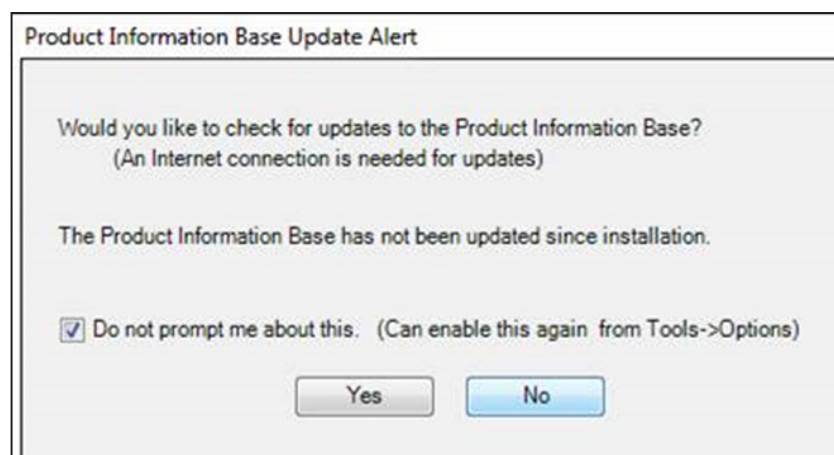 Product Information Base Update Alert
Would you like to check for updates to the Product Information Base?
(An Internet connection is needed for updates)
The Product Information Base has not been updated since installation.
Do not prompt me about this. (Can enable this again from Tools->Options)
Yes No